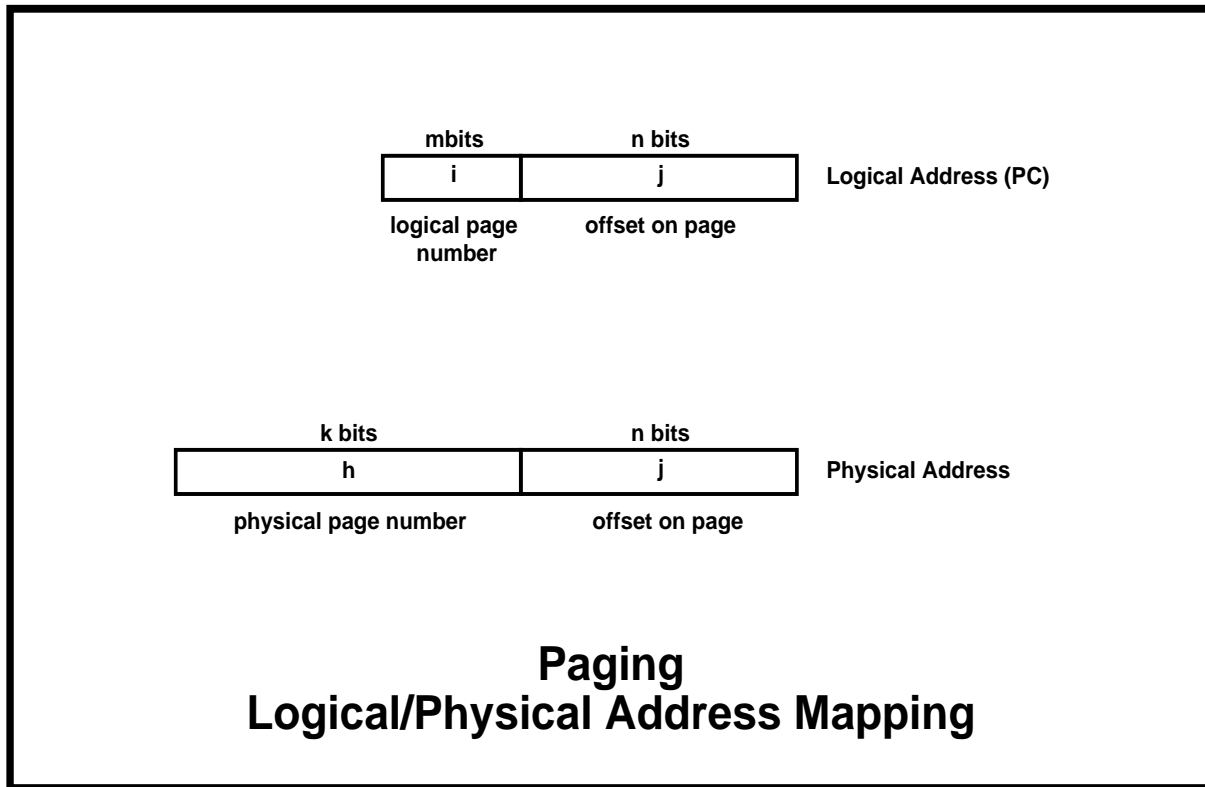 mbits n bits
i j Logical Address (PC)
logical page offset on page
number
k bits n bits
h j Physical Address
physical page number offset on page
Paging
Logical/Physical Address Mapping